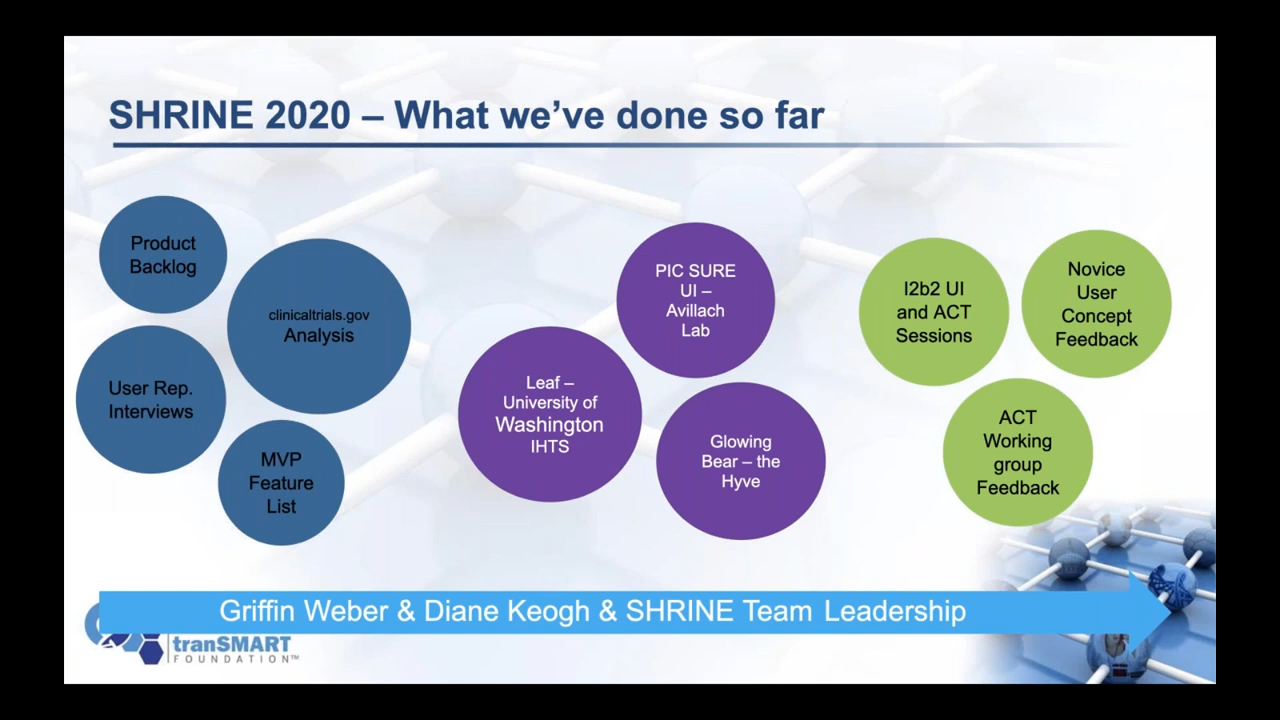 SHRINE 2020 – What we've done so far
Product
Backlog
clinicaltrials.gov
Analysis
User Rep.
Interviews
MVP
Feature
List
PIC SURE
UI –
Avillach
Lab
Leaf –
University of
Washington
IHTS
Glowing
Bear – the
Hyve
I2b2 UI
and ACT
Sessions
Novice
User
Concept
Feedback
ACT
Working
group
Feedback
Griffin Weber & Diane Keogh & SHRINE Team Leadership
tranSMART
FOUNDATION™